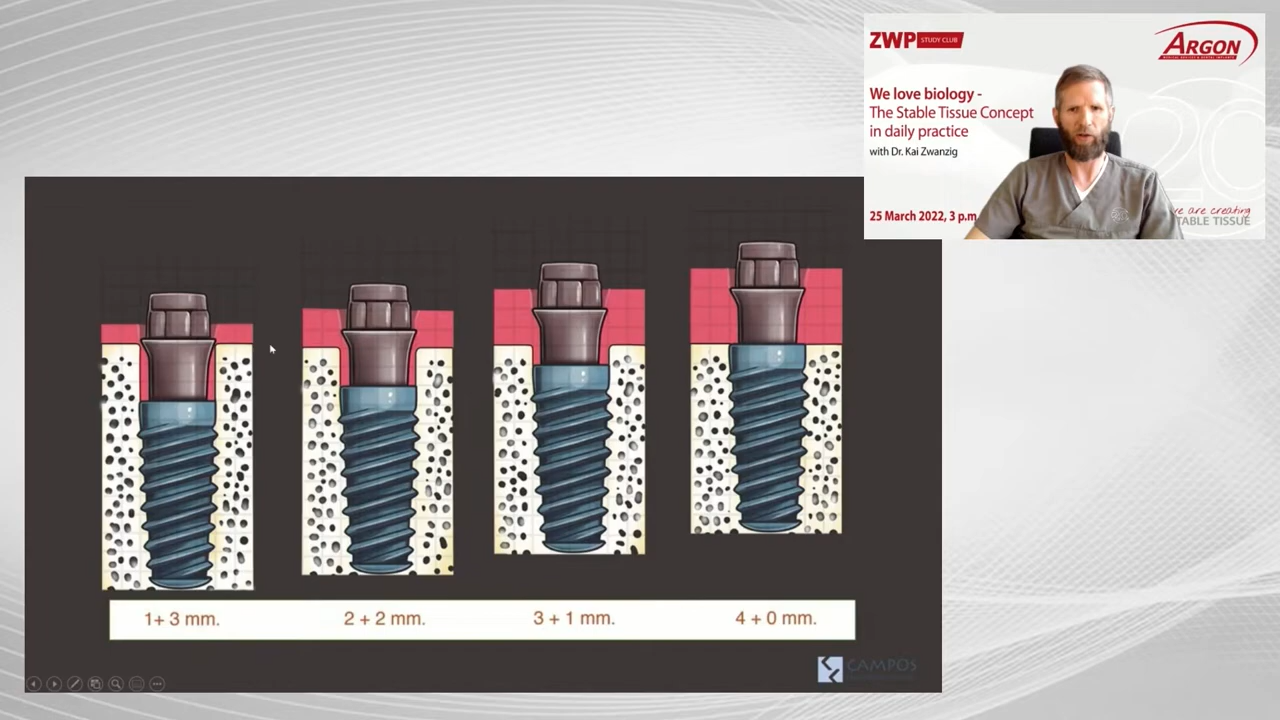 ZWP STUDY CLUB
ARGON
We love biology -
The Stable Tissue Concept
in daily practice
with Dr. Kai Zwanzig
25 March 2022, 3 p.m
we are creating
TABLE TISSUE
1+ 3 mm.
2 + 2 mm.
3 + 1 mm.
4 + 0 mm.
CAMPOS